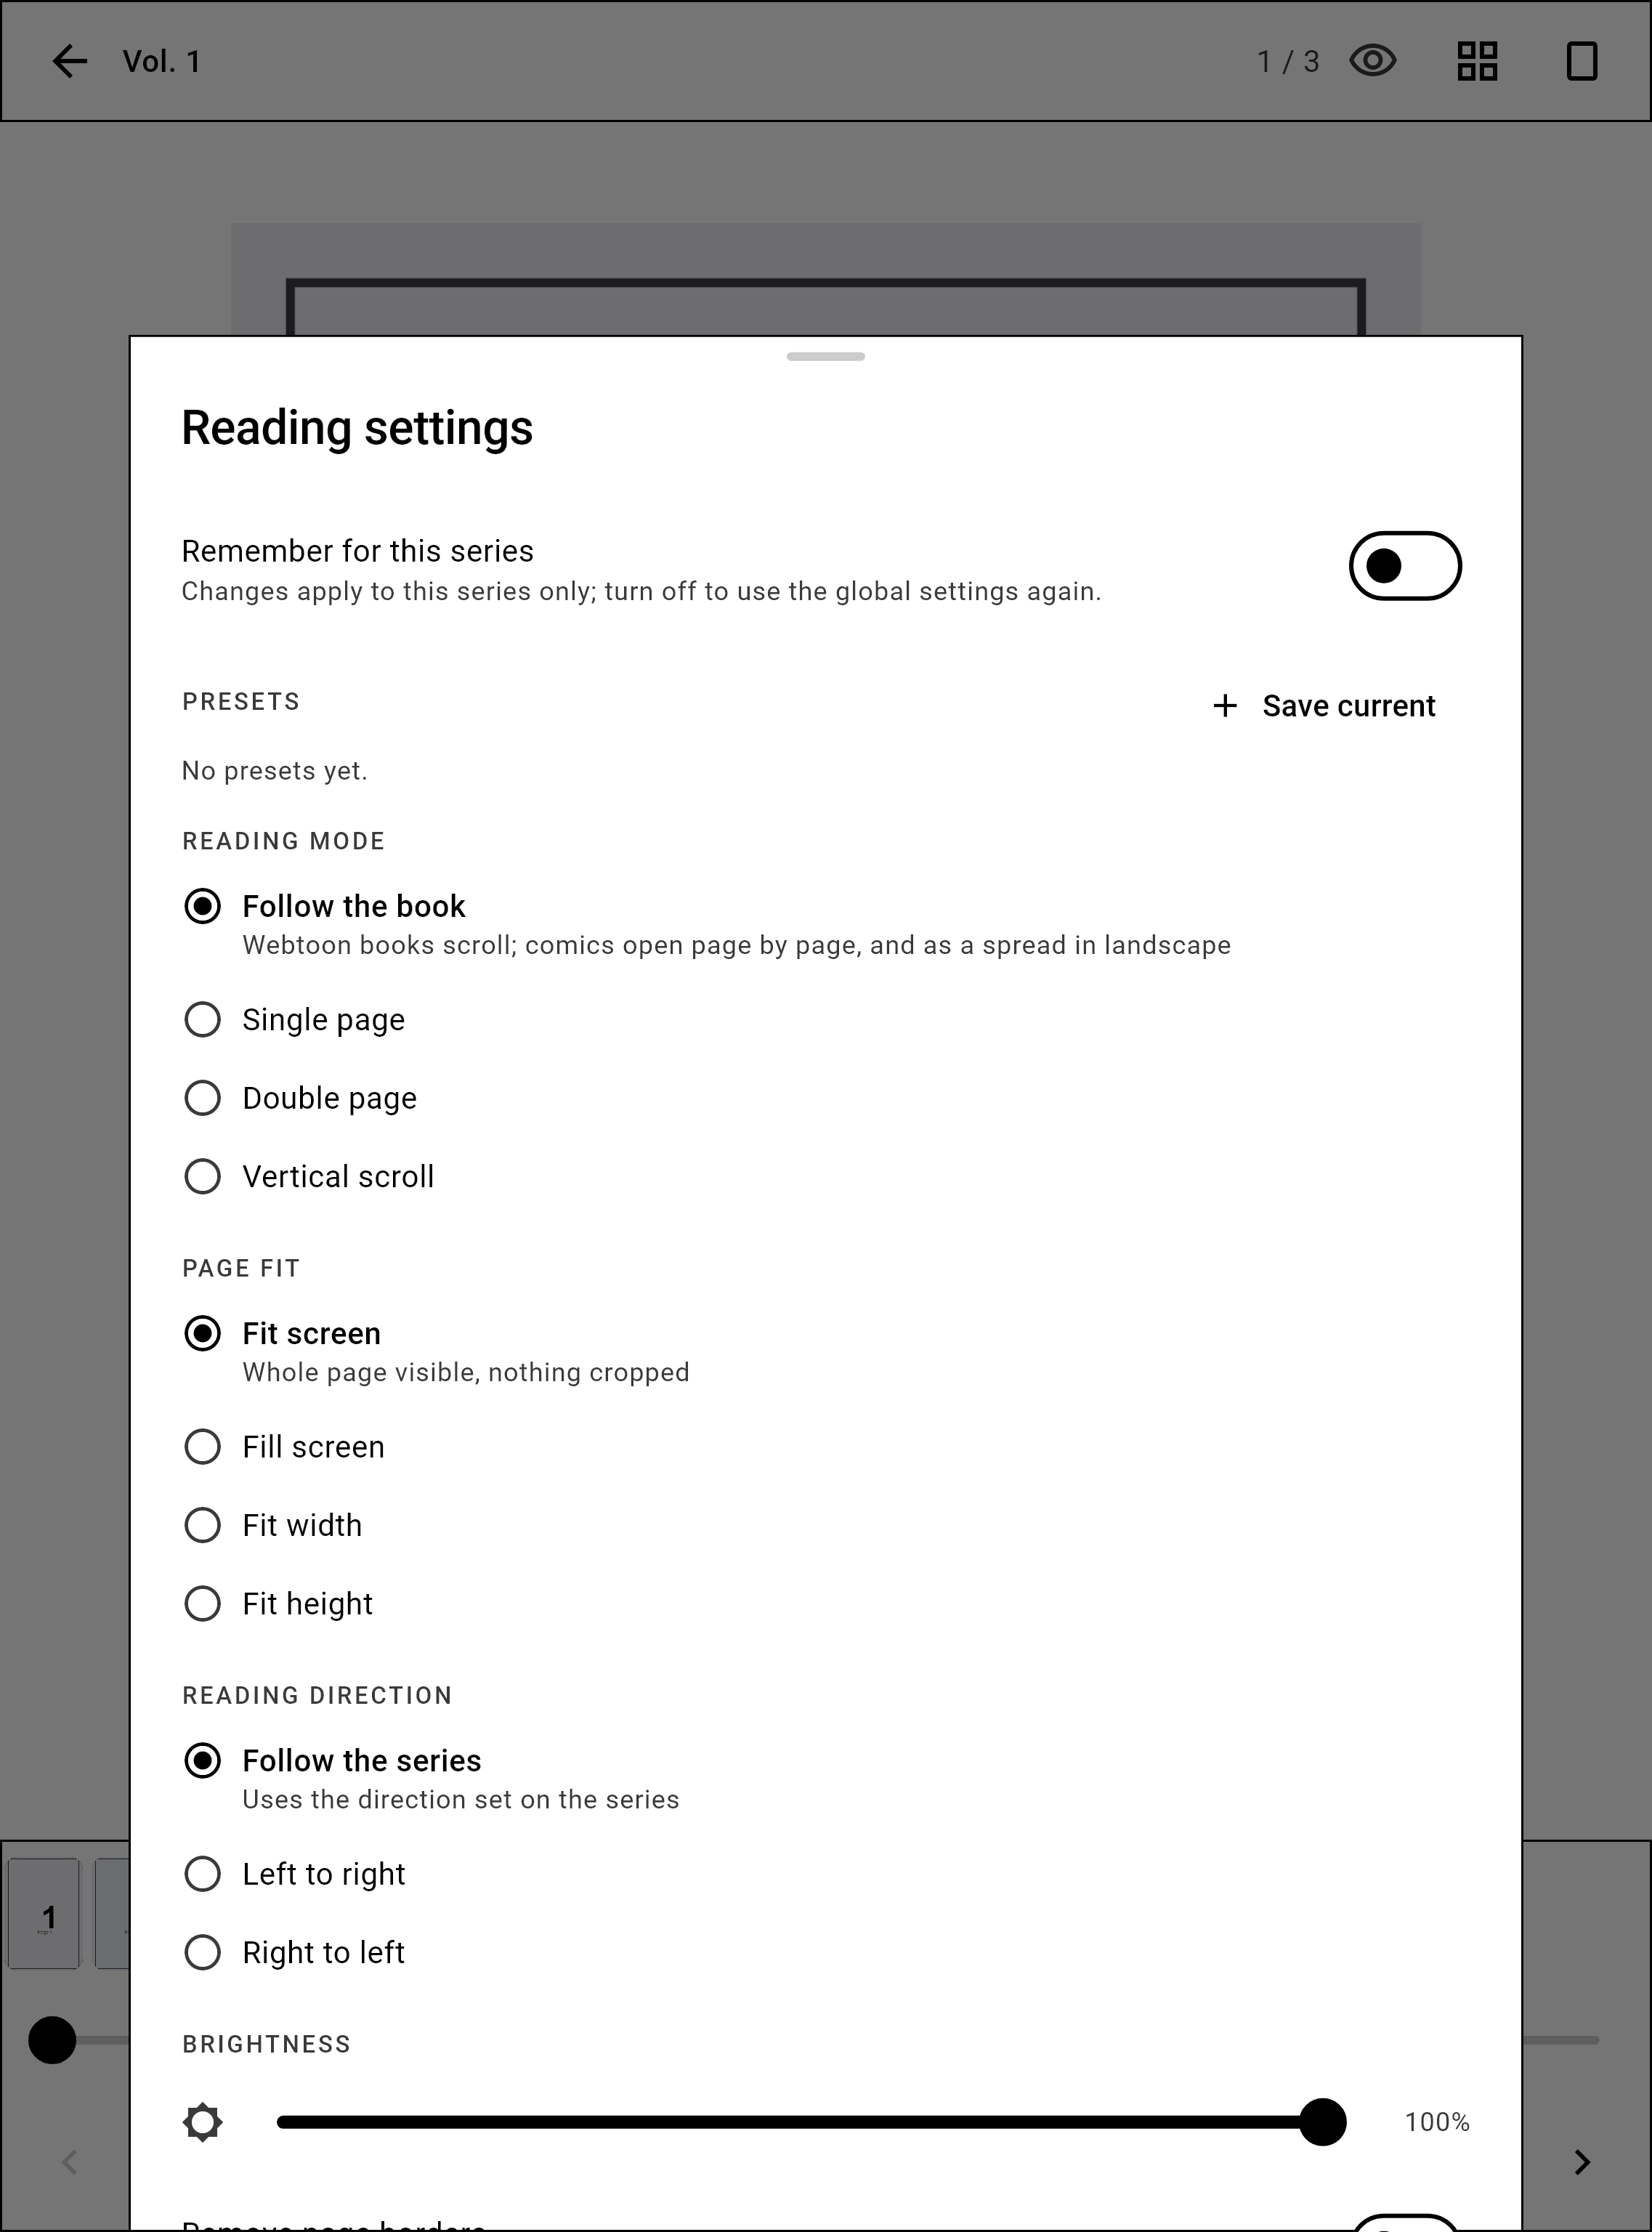 Vol. 1
1 / 3
Reading settings
Remember for this series
Changes apply to this series only; turn off to use the global settings again.
PRESETS
Save current
No presets yet.
READING MODE
Follow the book
Webtoon books scroll; comics open page by page, and as a spread in landscape
Single page
Double page
Vertical scroll
PAGE FIT
Fit screen
Whole page visible, nothing cropped
Fill screen
Fit width
Fit height
READING DIRECTION
Follow the series
Uses the direction set on the series
1
Left to right
Right to left
BRIGHTNESS
100%
Remove page borders